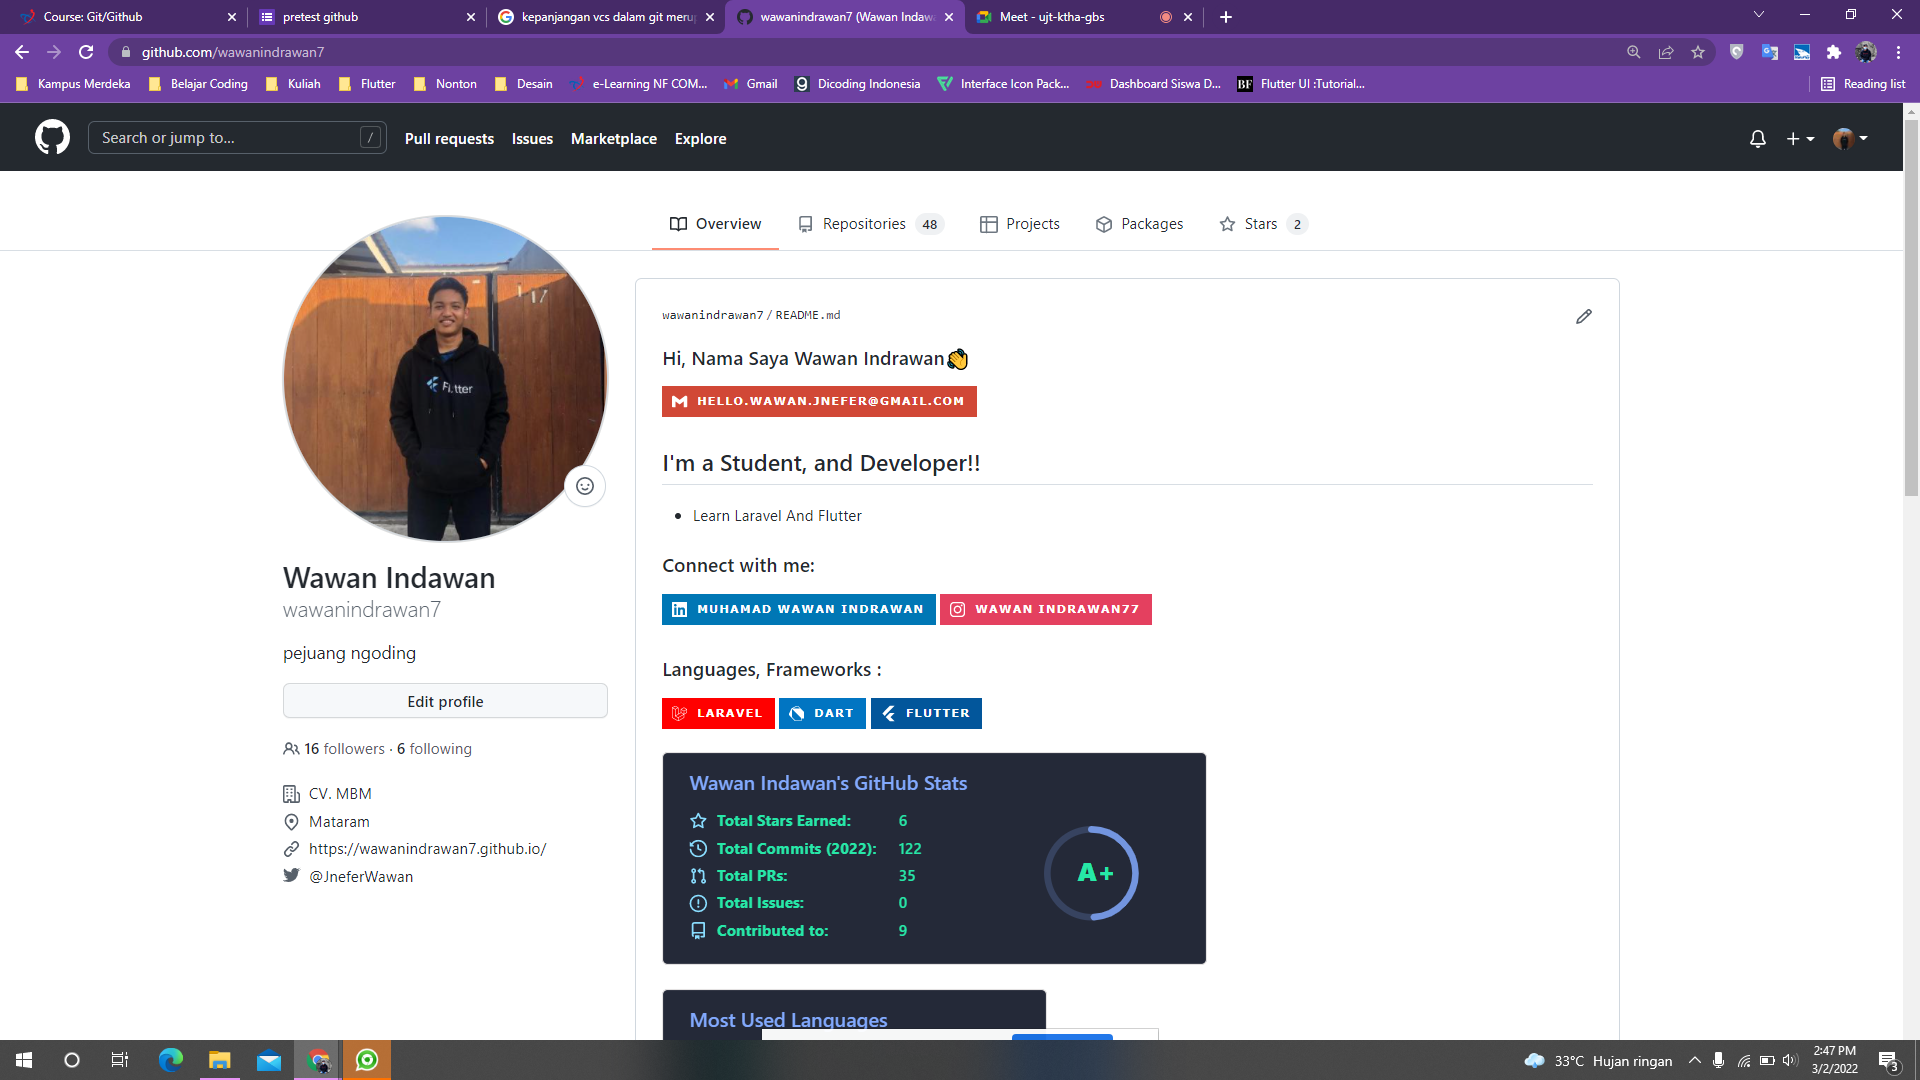 Course: Git/Github
pretest github
kepanjangan vcs dalam git meru
wawanindrawan7 (Wawan Indaw
Meet - ujt-ktha-gbs
github.com/wawanindrawan7
Kampus Merdeka
Belajar Coding
Kuliah
Flutter
Nonton
Desain
e-Learning NF COM...
Gmail
Dicoding Indonesia
Interface Icon Pack...
Dashboard Siswa D...
BF
Flutter UI :Tutorial...
Reading list
Search or jump to...
/
Pull requests
Issues
Marketplace
Explore
Overview
Repositories 48
Projects
Packages
Stars 2
Flutter
Wawan Indawan
wawanindrawan7
pejuang ngoding
Edit profile
16 followers · 6 following
CV. MBM
Mataram
https://wawanindrawan7.github.io/
@JneferWawan
wawanindrawan7 / README.md
Hi, Nama Saya Wawan Indrawan👏
HELLO.WAWAN.JNEFER@GMAIL.COM
I'm a Student, and Developer!!
• Learn Laravel And Flutter
Connect with me:
MUHAMAD WAWAN INDRAWAN
WAWAN INDRAWAN77
Languages, Frameworks :
LARAVEL
DART
FLUTTER
Wawan Indawan's GitHub Stats
Total Stars Earned: 6
Total Commits (2022): 122
Total PRs: 35
Total Issues: 0
Contributed to: 9
A+
Most Used Languages
33°C Hujan ringan
2:47 PM
3/2/2022
3